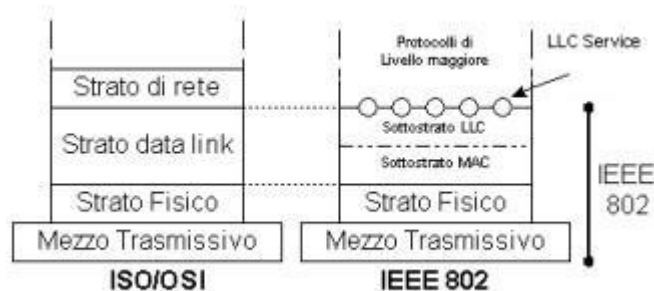 Protocolli di
Livello maggiore
LLC Service
Strato di rete
Strato data link
Sottostrato LLC
Sottostrato MAC
Strato Fisico
Strato Fisico
Mezzo Trasmissivo
Mezzo Trasmissivo
ISO/OSI
IEEE 802
IEEE
802